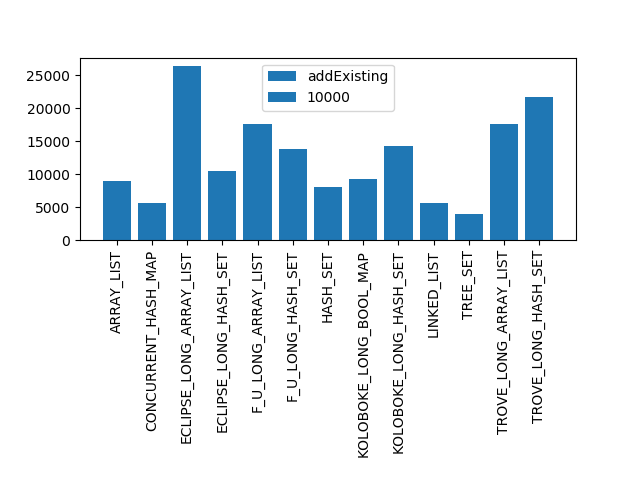 25000
20000
15000
10000
5000
0
addExisting
10000
ARRAY_LIST
CONCURRENT_HASH_MAP
ECLIPSE_LONG_ARRAY_LIST
ECLIPSE_LONG_HASH_SET
F_U_LONG_ARRAY_LIST
F_U_LONG_HASH_SET
HASH_SET
KOLOBOKE_LONG_BOOL_MAP
KOLOBOKE_LONG_HASH_SET
LINKED_LIST
TREE_SET
TROVE_LONG_ARRAY_LIST
TROVE_LONG_HASH_SET